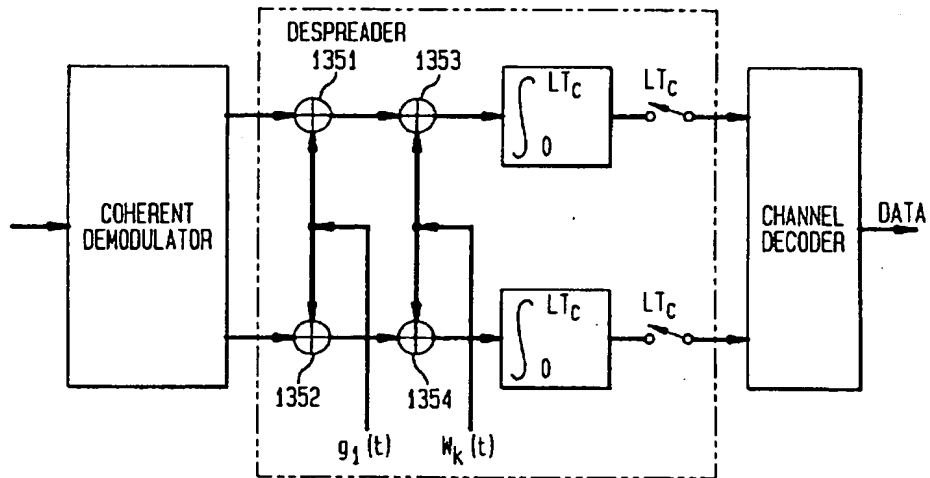 DESPREADER
1351
1353
∫ 0 LTC
LTC
COHERENT
DEMODULATOR
CHANNEL
DECODER
DATA
1352
1354
∫ 0 LTC
LTC
g1(t)
Wk(t)